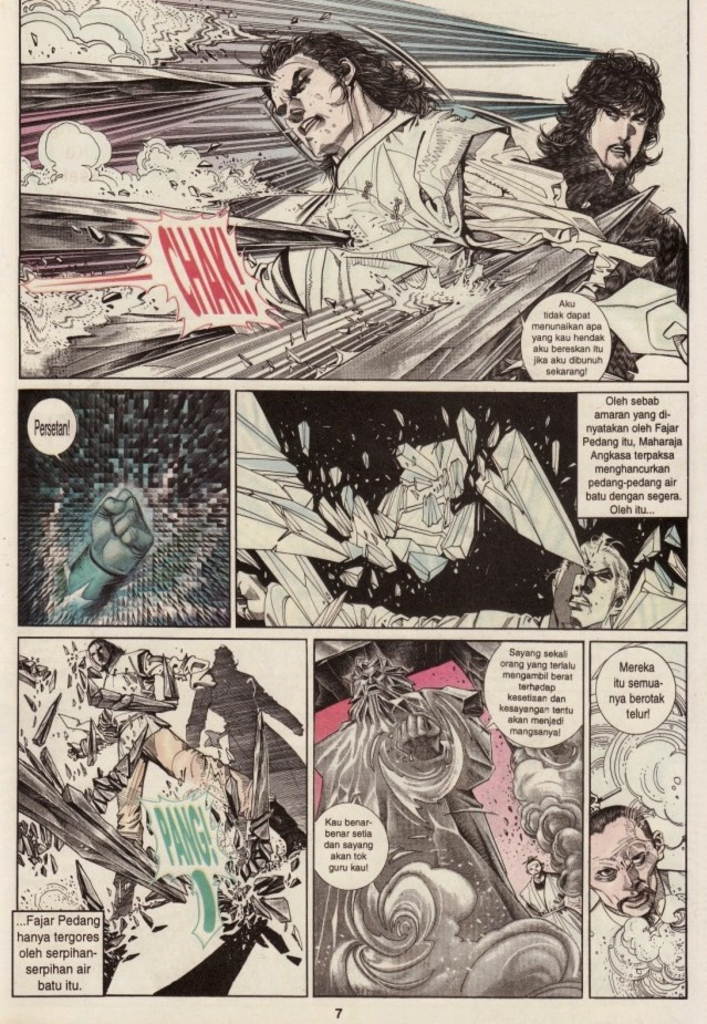 CHAK!
Aku
tidak dapat
menunaikan apa
yang kau hendak
aku bereskan itu
jika aku dibunuh
sekarang!
Persetan!
Oleh sebab
amaran yang di-
nyatakan oleh Fajar
Pedang itu, Maharaja
Angkasa terpaksa
menghancurkan
pedang-pedang air
batu dengan segera.
Oleh itu...
PANG!
...Fajar Pedang
hanya tergores
oleh serpihan-
serpihan air
batu itu.
Sayang sekali
orang yang terlalu
mengambil berat
terhadap
kesetiaan dan
kesayangan tentu
akan menjedi
mangsanya!
Kau benar-
benar setia
dan sayang
akan tok
guru kau!
Mereka
itu semua-
nya berotak
telur!
7